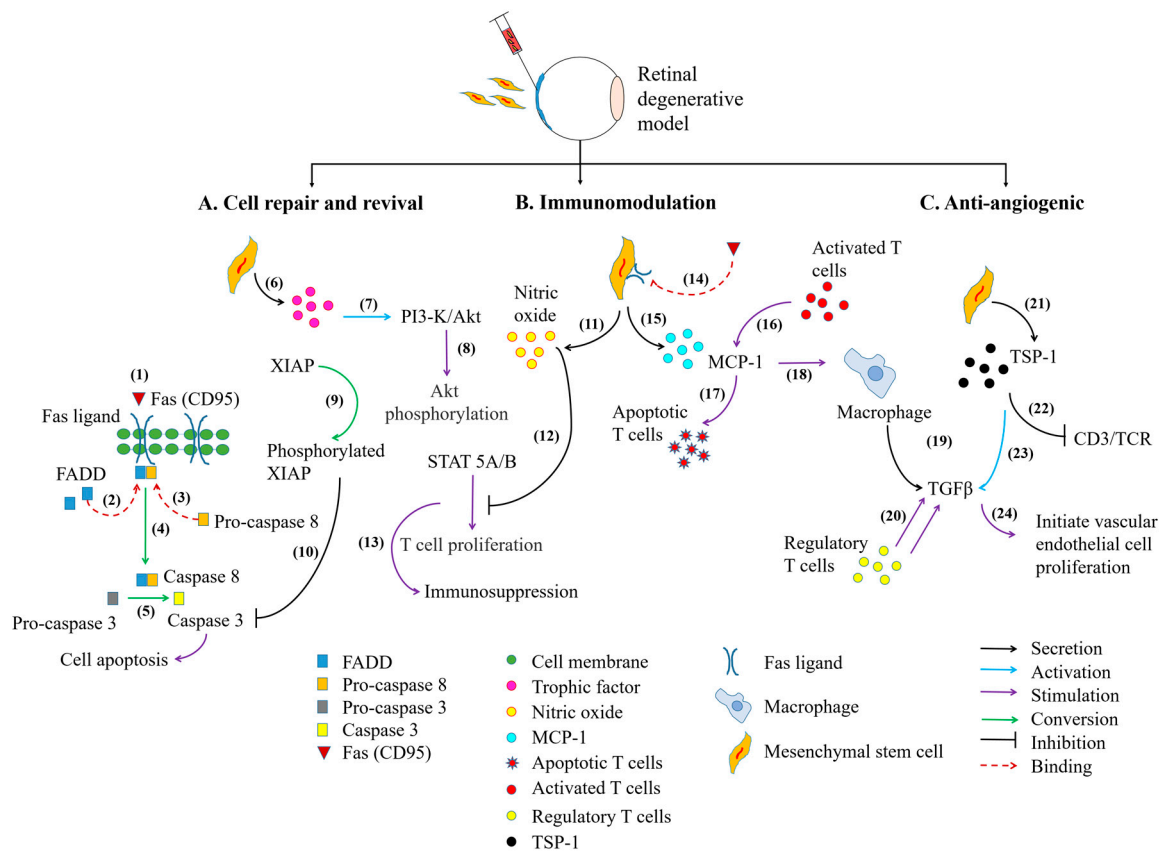 Retinal
degenerative
model
A. Cell repair and revival
B. Immunomodulation
C. Anti-angiogenic
(6)
(7)
PI3-K/Akt
(8)
Akt
phosphorylation
XIAP
(9)
Phosphorylated
XIAP
(10)
(1)
Fas (CD95)
Fas ligand
FADD
(2)
(3)
Pro-caspase 8
(4)
Caspase 8
(5)
Pro-caspase 3
Caspase 3
Cell apoptosis
Nitric
oxide
(11)
(12)
STAT 5A/B
(13)
T cell proliferation
Immunosuppression
(14)
(15)
Activated T
cells
(16)
MCP-1
(17)
(18)
Apoptotic
T cells
Macrophage
(19)
(20)
TGFβ
Regulatory
T cells
(21)
TSP-1
(22)
CD3/TCR
(23)
(24)
Initiate vascular
endothelial cell
proliferation
FADD
Pro-caspase 8
Pro-caspase 3
Caspase 3
Fas (CD95)
Cell membrane
Trophic factor
Nitric oxide
MCP-1
Apoptotic T cells
Activated T cells
Regulatory T cells
TSP-1
Fas ligand
Macrophage
Mesenchymal stem cell
Secretion
Activation
Stimulation
Conversion
Inhibition
Binding